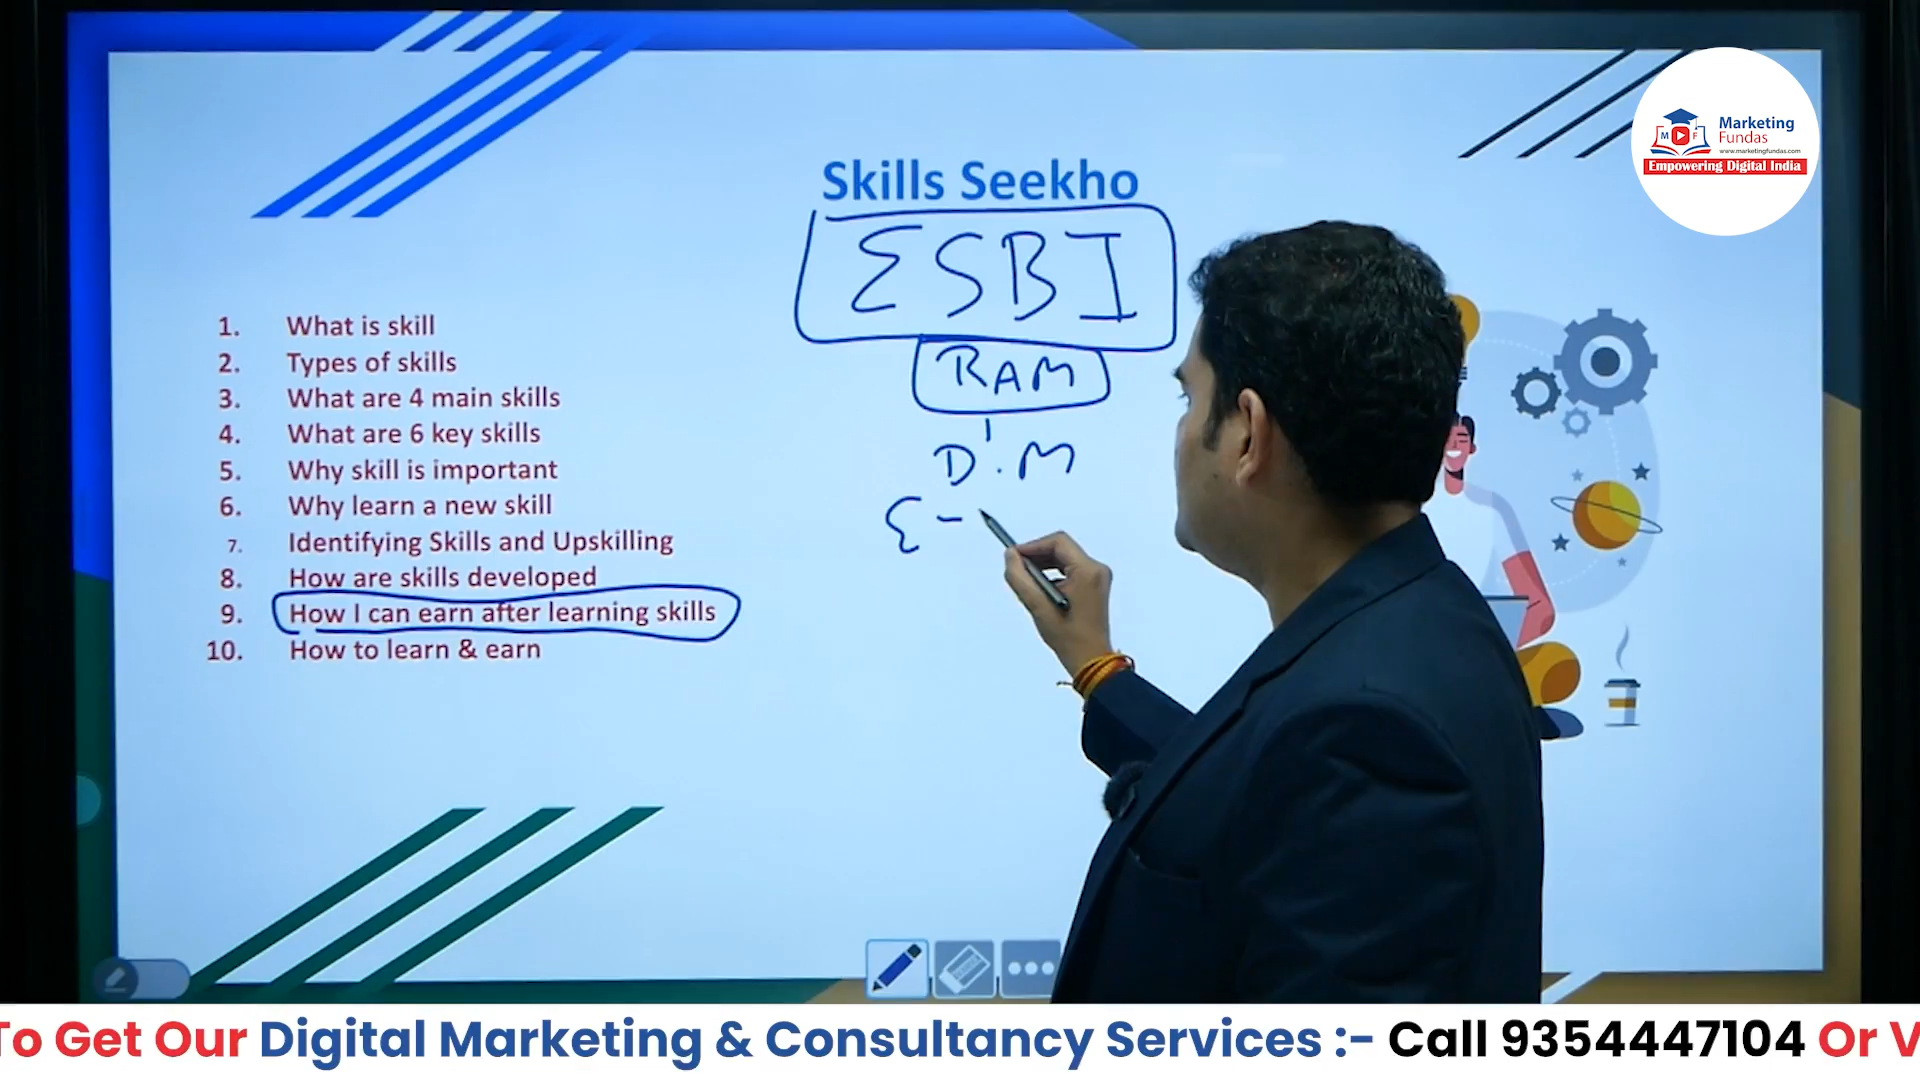 Marketing
M F Fundas
www.marketingfundas.com
Empowering Digital India
Skills Seekho
ESBI
RAM
D.M
E -
1. What is skill
2. Types of skills
3. What are 4 main skills
4. What are 6 key skills
5. Why skill is important
6. Why learn a new skill
7. Identifying Skills and Upskilling
8. How are skills developed
9. How I can earn after learning skills
10. How to learn & earn
To Get Our Digital Marketing & Consultancy Services :- Call 9354447104 Or V